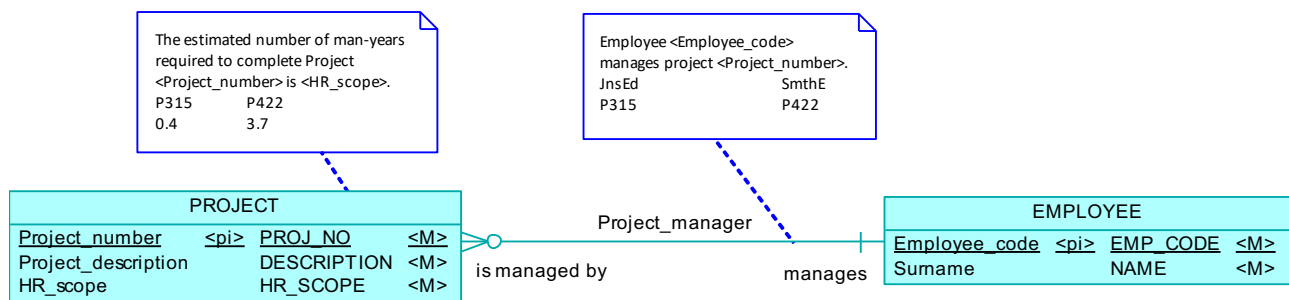 The estimated number of man-years
required to complete Project
<Project_number> is <HR_scope>.
P315 P422
0.4 3.7
Employee <Employee_code>
manages project <Project_number>.
JnsEd SmthE
P315 P422
PROJECT
Project_number <pi> PROJ_NO <M>
Project_description DESCRIPTION <M>
HR_scope HR_SCOPE <M>
Project_manager
is managed by
manages
EMPLOYEE
Employee_code <pi> EMP_CODE <M>
Surname NAME <M>